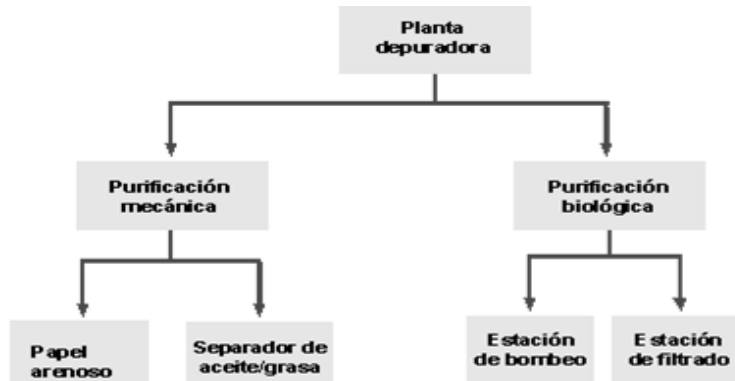 Planta
depuradora
Purificación
mecánica
Purificación
biológica
Papel
arenoso
Separador de
aceite/grasa
Estación
de bombeo
Estación
de filtrado